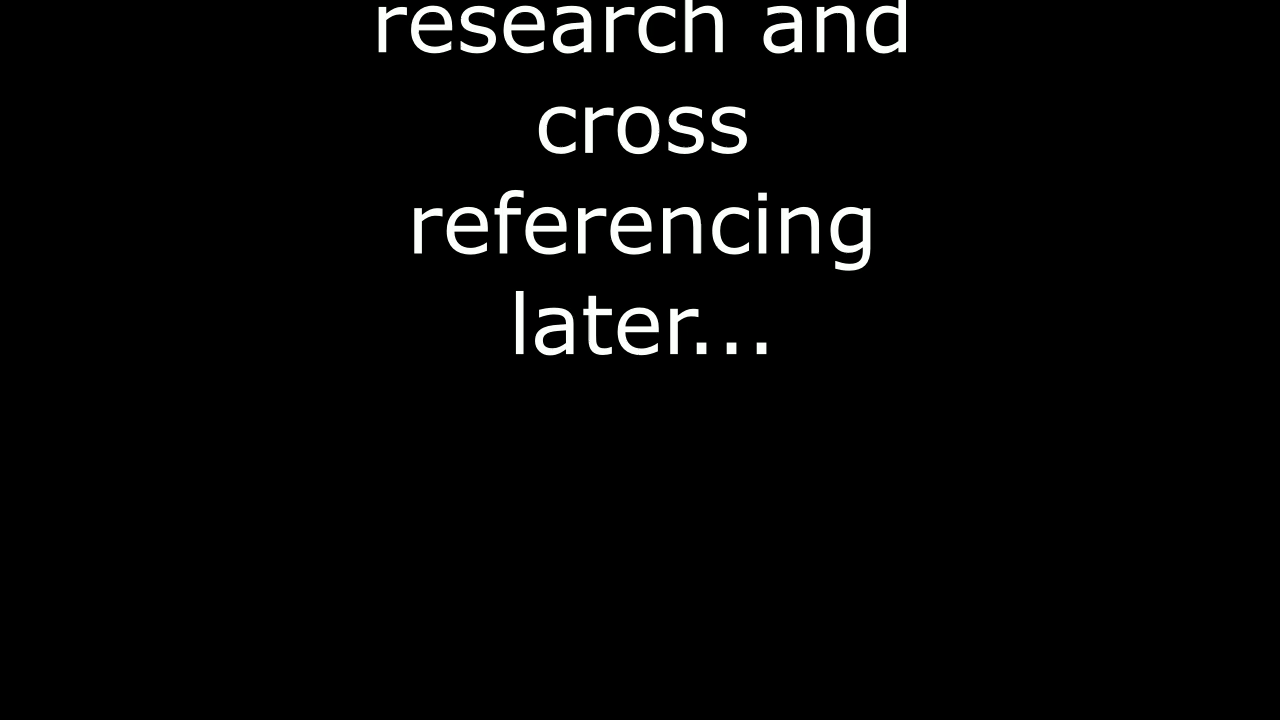 research and
cross
referencing
later...